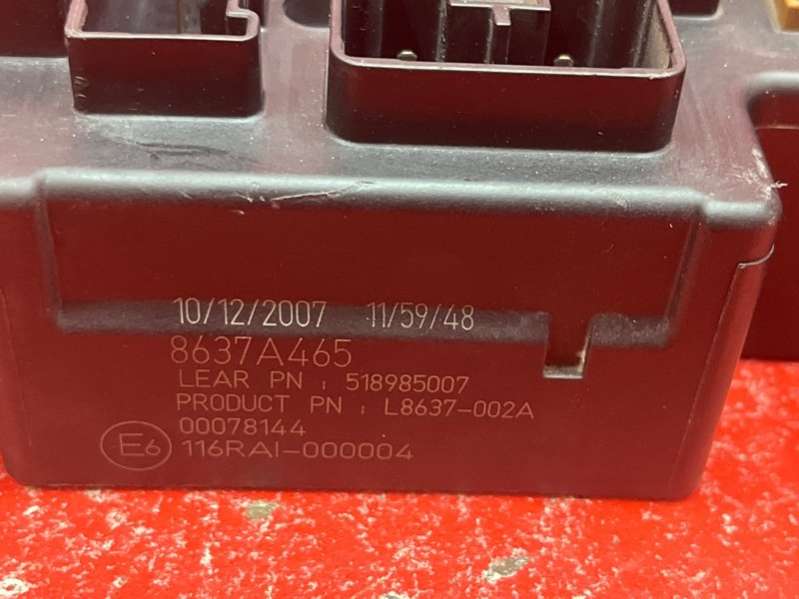 10/12/2007 11/59/48
8637A465
LEAR PN : 518985007
PRODUCT PN : L8637-002A
00078144
E6 116RAI-000004